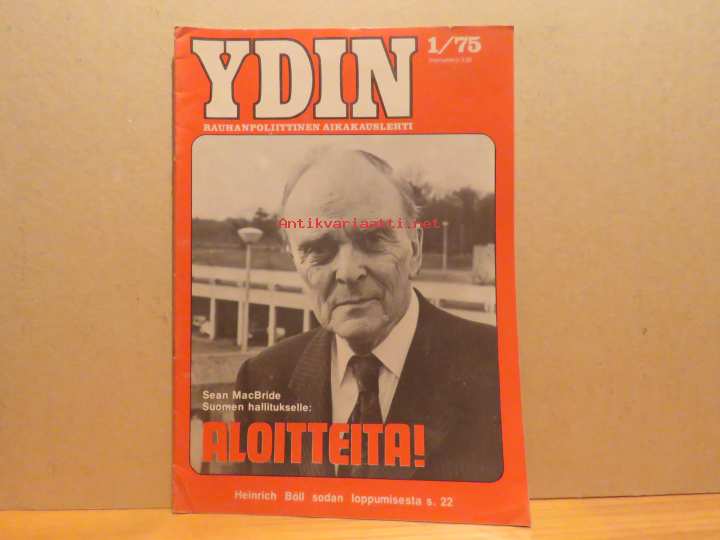 YDIN
1/75
RAUHANPOLIITTINEN AIKAKAUSLEHTI
Antikvariaatti.net
Sean MacBride
Suomen hallitukselle:
ALOITTEITA!
Heinrich Böll sodan loppumisesta s. 22